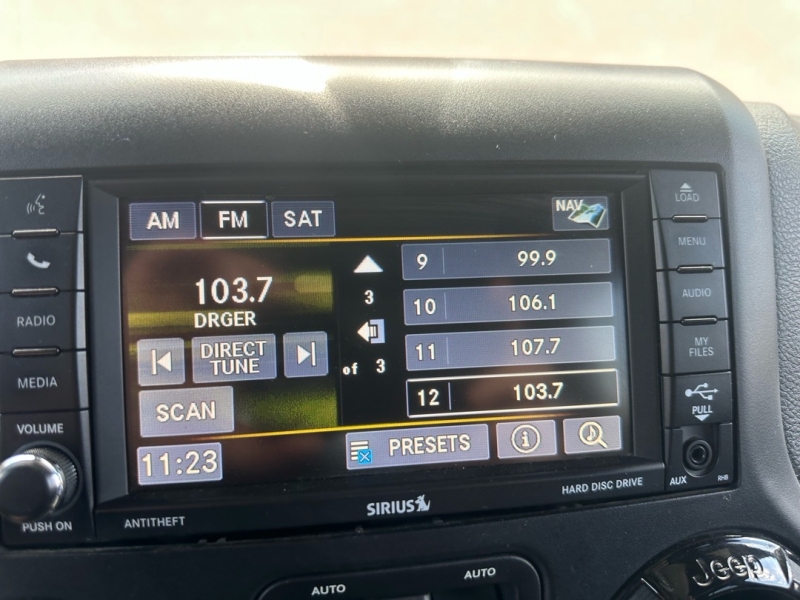 AM FM SAT NAV
103.7
DRGER
DIRECT
TUNE
SCAN
11:23
3
of 3
9 99.9
10 106.1
11 107.7
12 103.7
PRESETS
i
RADIO
MEDIA
VOLUME
PUSH ON
LOAD
MENU
AUDIO
MY
FILES
PULL
AUX RHB
ANTITHEFT
SIRIUS
HARD DISC DRIVE
AUTO AUTO
Jeep